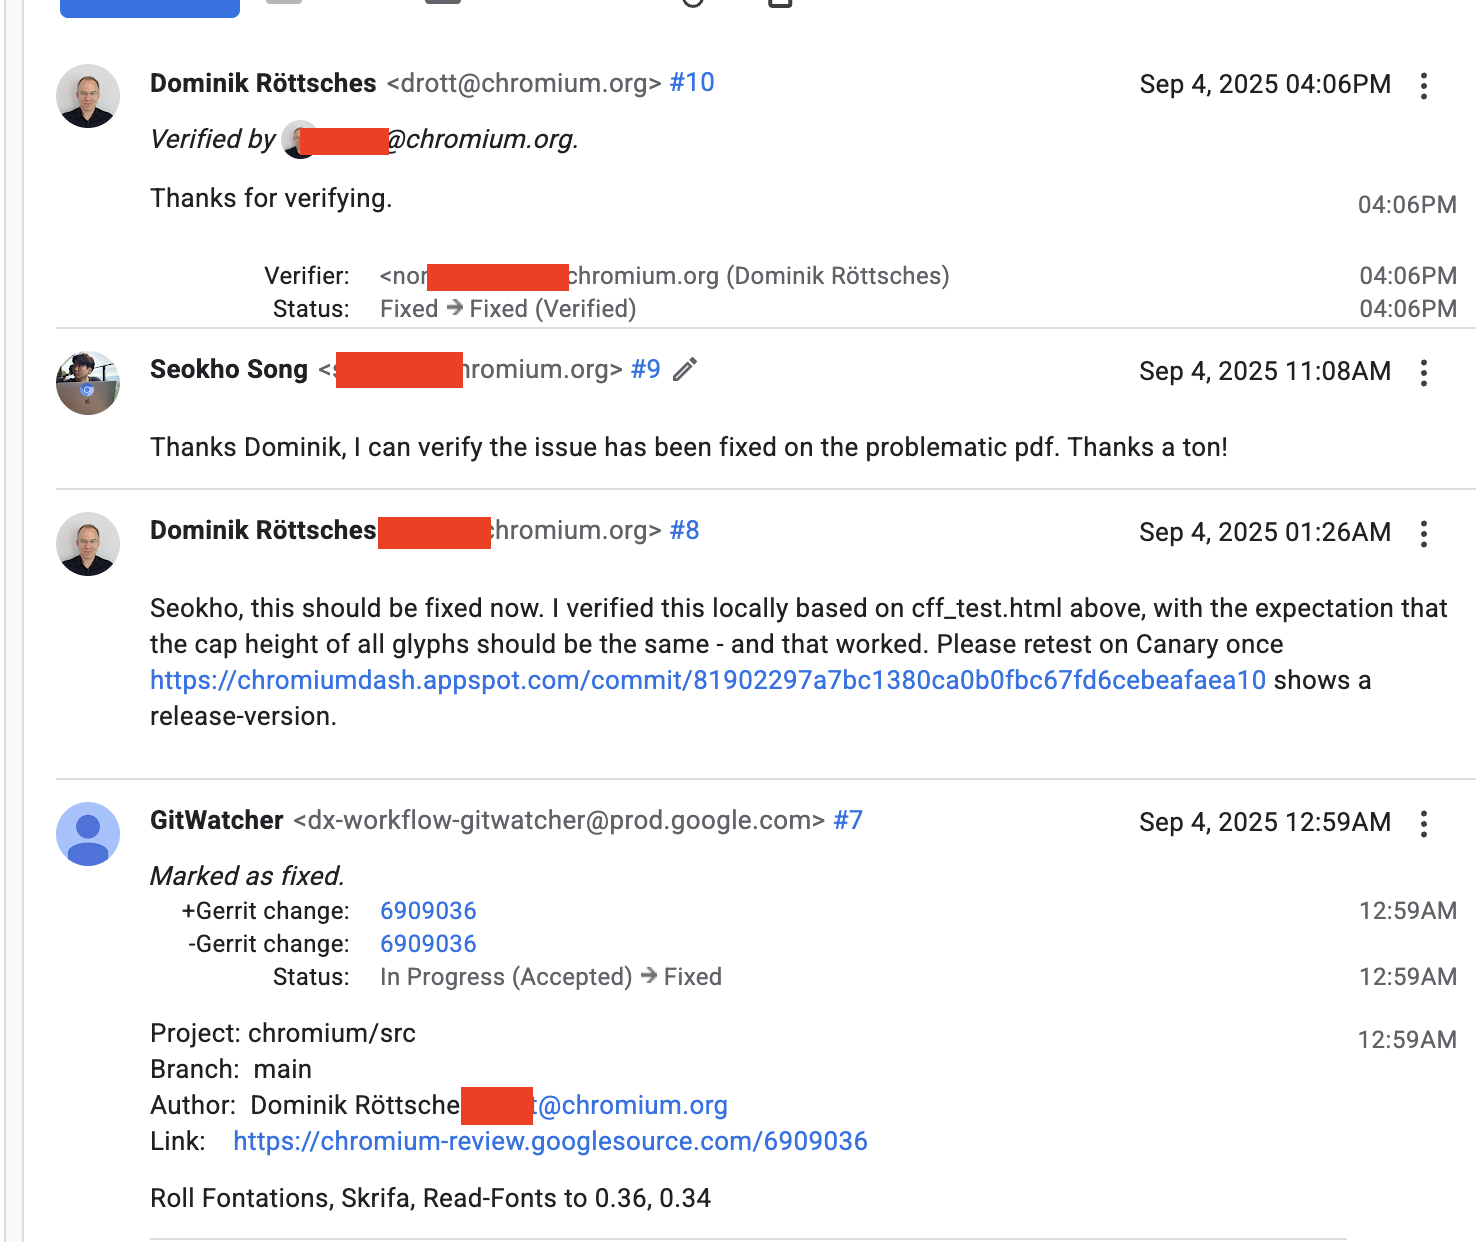 Dominik Röttsches <drott@chromium.org> #10 Sep 4, 2025 04:06PM
Verified by @chromium.org.
Thanks for verifying. 04:06PM
Verifier: <nor chromium.org (Dominik Röttsches) 04:06PM
Status: Fixed → Fixed (Verified) 04:06PM
Seokho Song < hromium.org> #9 Sep 4, 2025 11:08AM
Thanks Dominik, I can verify the issue has been fixed on the problematic pdf. Thanks a ton!
Dominik Röttsches hromium.org> #8 Sep 4, 2025 01:26AM
Seokho, this should be fixed now. I verified this locally based on cff_test.html above, with the expectation that
the cap height of all glyphs should be the same - and that worked. Please retest on Canary once
https://chromiumdash.appspot.com/commit/81902297a7bc1380ca0b0fbc67fd6cebeafaea10 shows a
release-version.
GitWatcher <dx-workflow-gitwatcher@prod.google.com> #7 Sep 4, 2025 12:59AM
Marked as fixed.
+Gerrit change: 6909036 12:59AM
-Gerrit change: 6909036
Status: In Progress (Accepted) → Fixed 12:59AM
Project: chromium/src 12:59AM
Branch: main
Author: Dominik Röttsche t@chromium.org
Link: https://chromium-review.googlesource.com/6909036
Roll Fontations, Skrifa, Read-Fonts to 0.36, 0.34